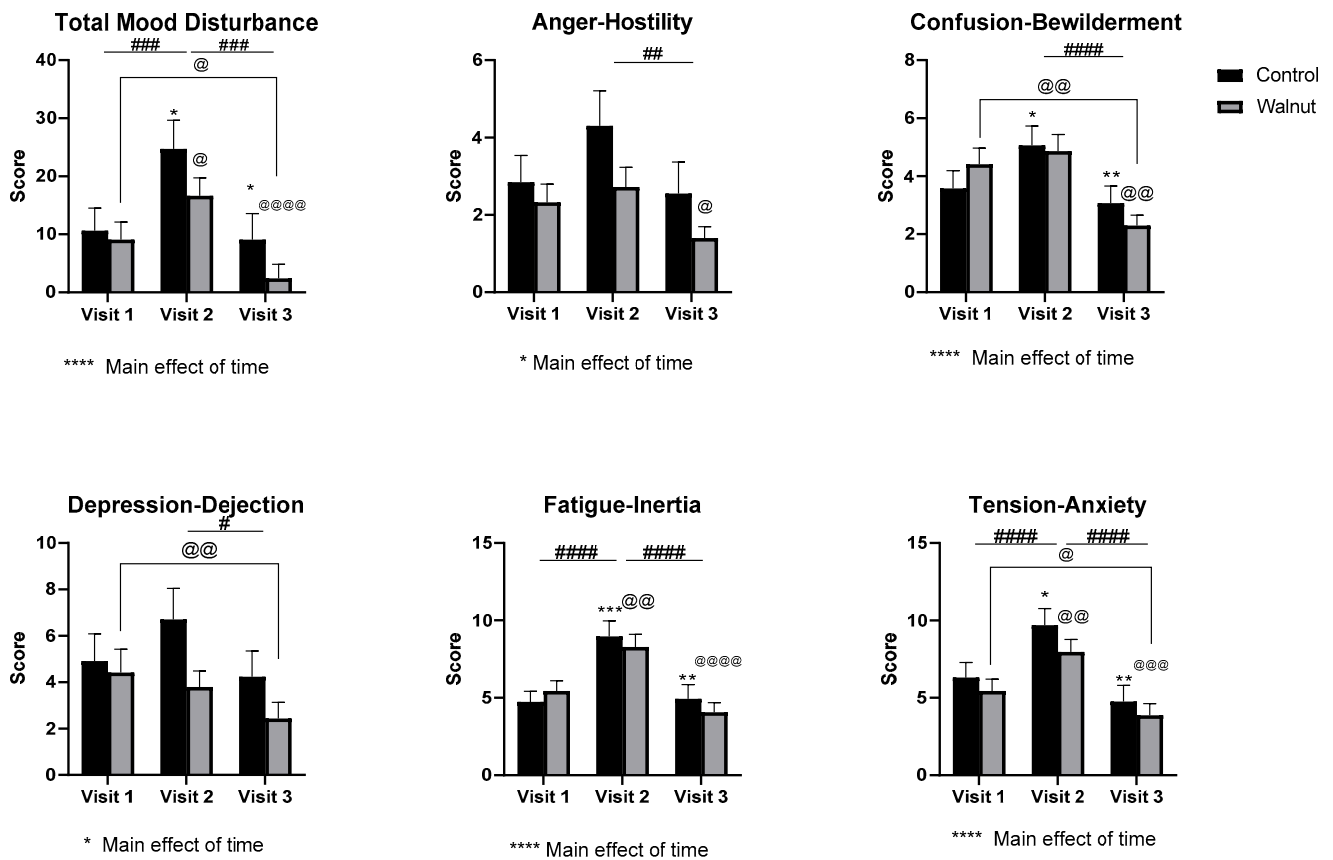 Total Mood Disturbance
### ###
@
40
30
20
10
0
Score
*
@
*
@@@@
Visit 1 Visit 2 Visit 3
**** Main effect of time
Anger-Hostility
##
6
4
2
0
Score
@
Visit 1 Visit 2 Visit 3
* Main effect of time
Confusion-Bewilderment
####
@@
8
6
4
2
0
Score
*
**
@@
Visit 1 Visit 2 Visit 3
**** Main effect of time
Control
Walnut
Depression-Dejection
#
@@
10
8
6
4
2
0
Score
Visit 1 Visit 2 Visit 3
* Main effect of time
Fatigue-Inertia
#### ####
15
10
5
0
Score
***
@@
**
@@@@
Visit 1 Visit 2 Visit 3
**** Main effect of time
Tension-Anxiety
#### ####
@
15
10
5
0
Score
*
@@
**
@@@
Visit 1 Visit 2 Visit 3
**** Main effect of time